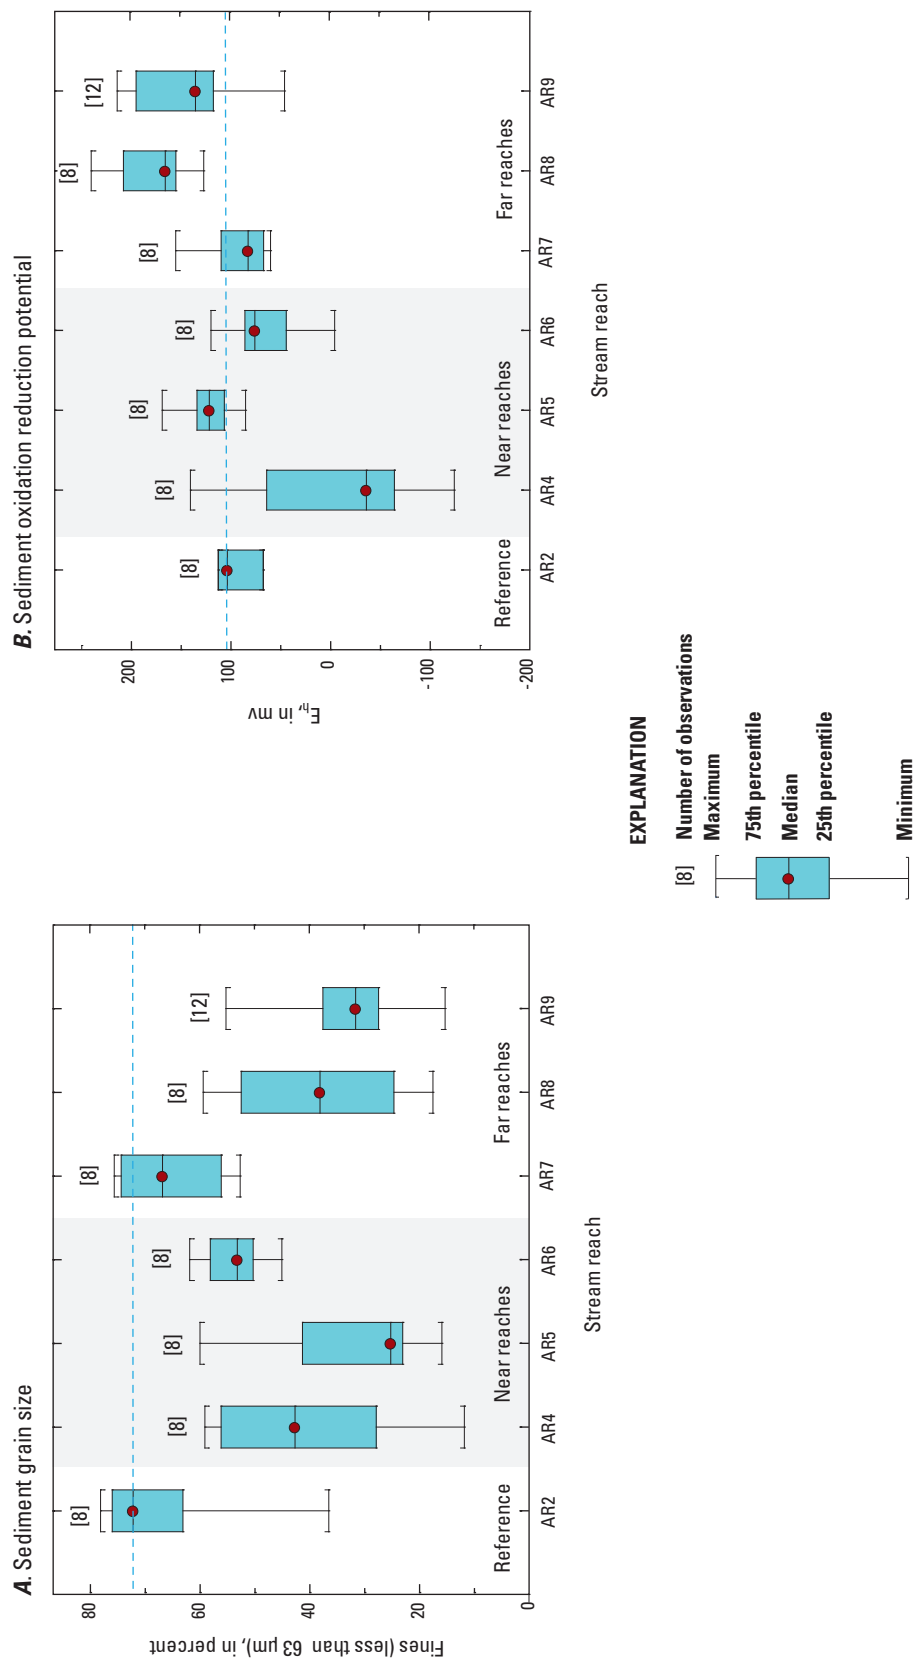 A. Sediment grain size
Fines (less than 63 µm), in percent
80
60
40
20
0
[8]
[8]
[8]
[8]
[8]
[8]
[12]
Reference
Near reaches
Far reaches
AR2
AR4
AR5
AR6
AR7
AR8
AR9
Stream reach
B. Sediment oxidation reduction potential
Eh, in mv
200
100
0
-100
-200
[8]
[8]
[8]
[8]
[8]
[8]
[12]
Reference
Near reaches
Far reaches
AR2
AR4
AR5
AR6
AR7
AR8
AR9
Stream reach
EXPLANATION
[8] Number of observations
Maximum
75th percentile
Median
25th percentile
Minimum